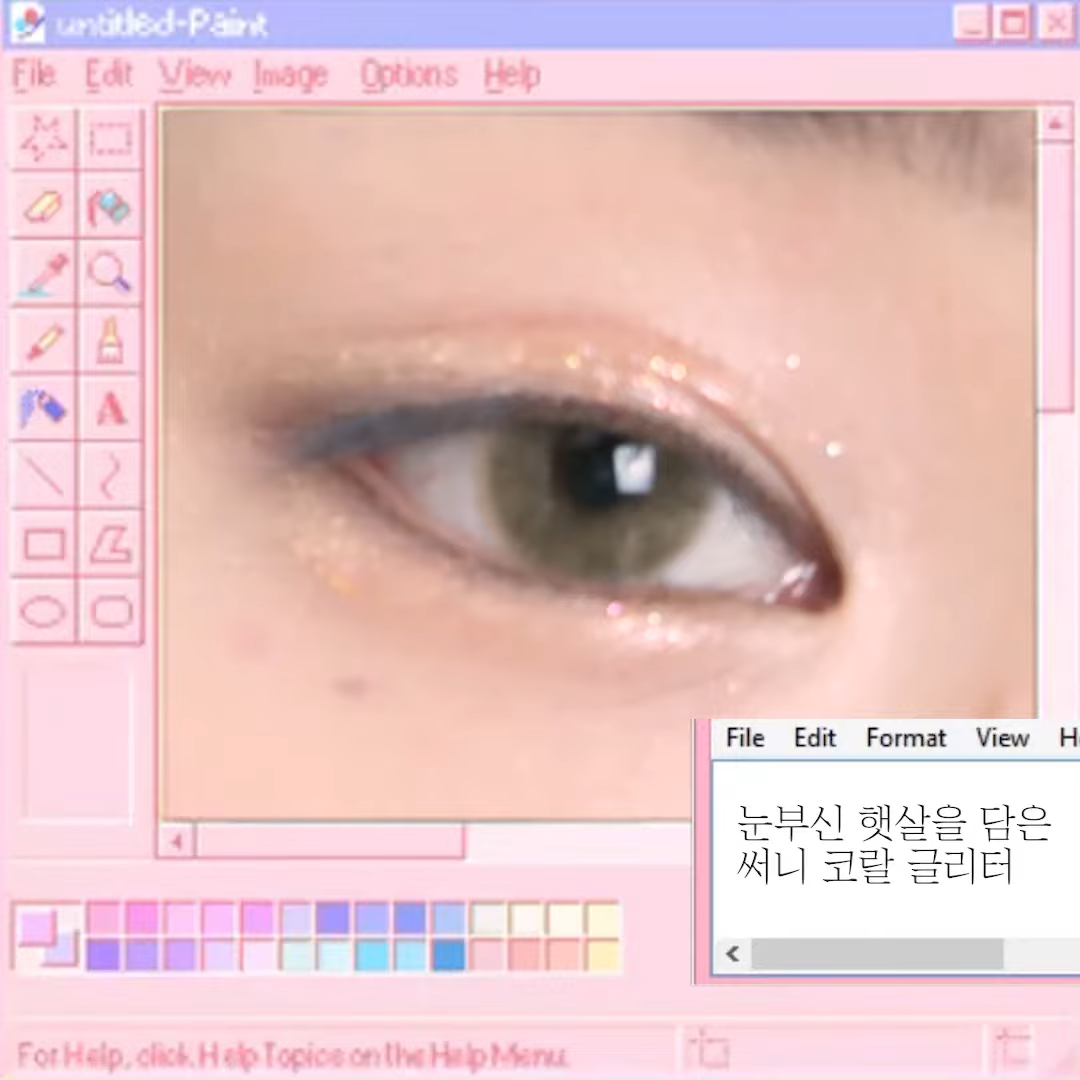 untitled-Paint
File Edit View Image Options Help
A
File Edit Format View
눈부신 햇살을 담은
써니 코랄 글리터
For Help, click Help Topics on the Help Menu.